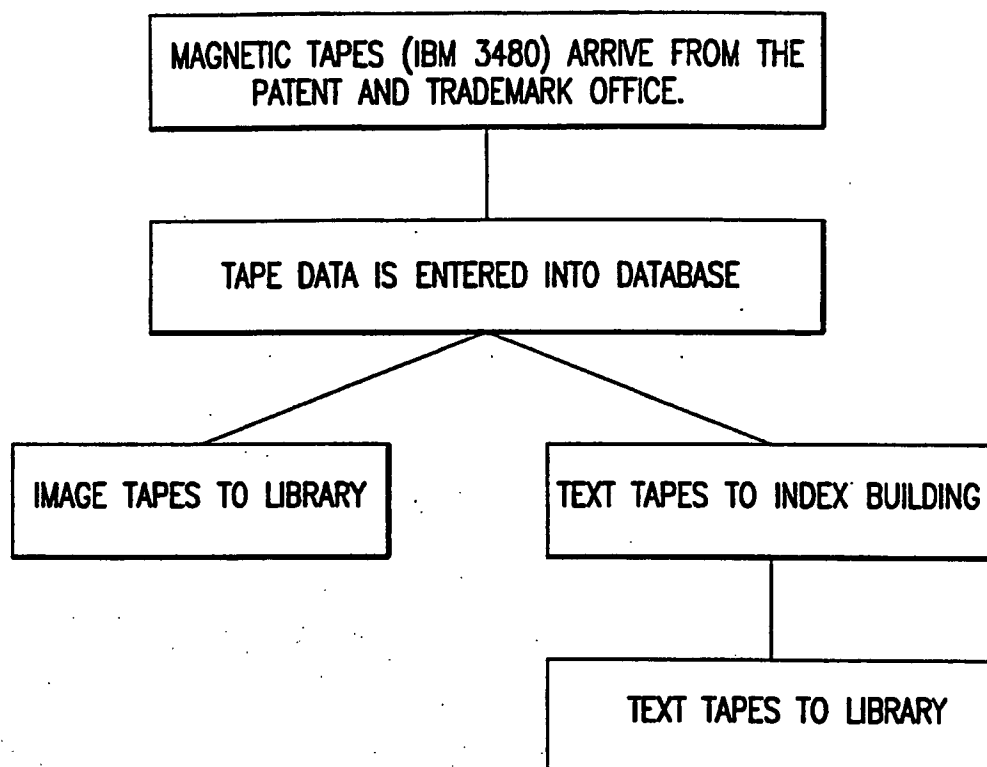 MAGNETIC TAPES (IBM 3480) ARRIVE FROM THE
PATENT AND TRADEMARK OFFICE.
TAPE DATA IS ENTERED INTO DATABASE
IMAGE TAPES TO LIBRARY
TEXT TAPES TO INDEX BUILDING
TEXT TAPES TO LIBRARY